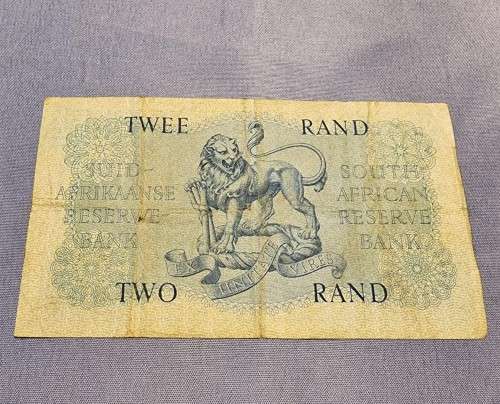 TWEE RAND
SUID-
AFRIKAANSE
RESERWE-
BANK
SOUTH
AFRICAN
RESERVE
BANK
EX UNITATE VIRES
TWO RAND